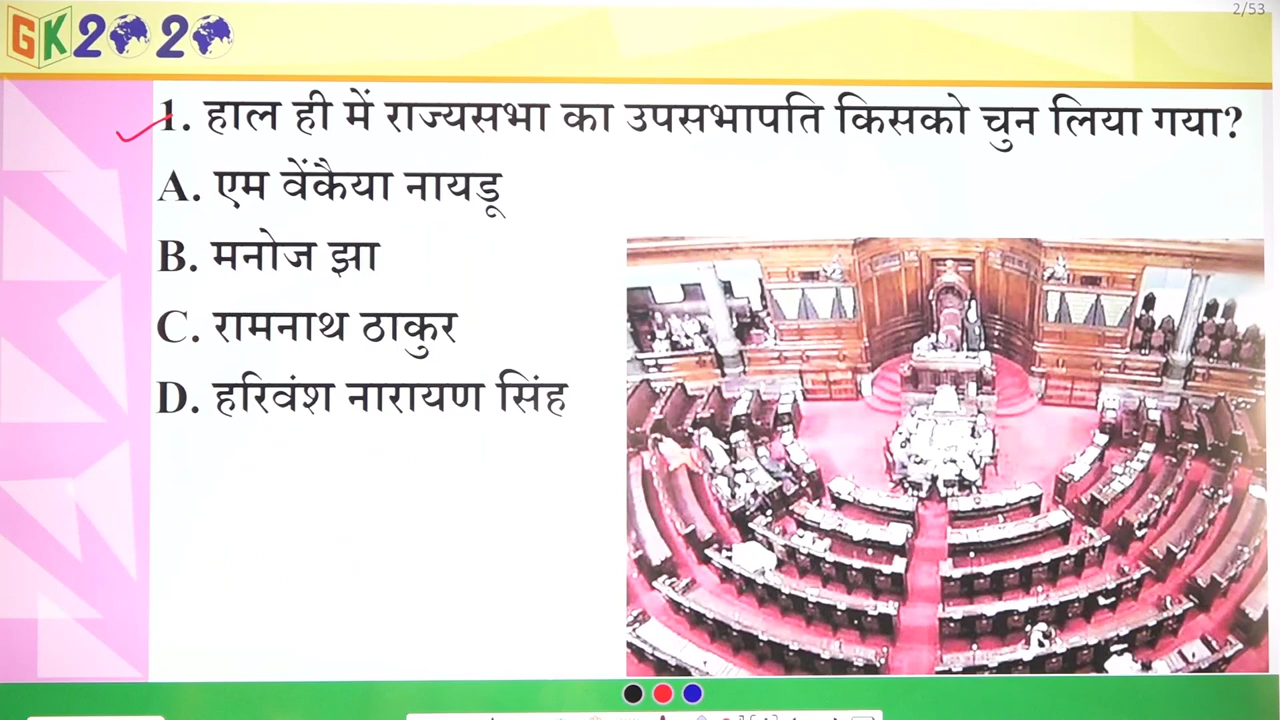 2/53
GK2020
1. हाल ही में राज्यसभा का उपसभापति किसको चुन लिया गया?
A. एम वेंकैया नायडू
B. मनोज झा
C. रामनाथ ठाकुर
D. हरिवंश नारायण सिंह